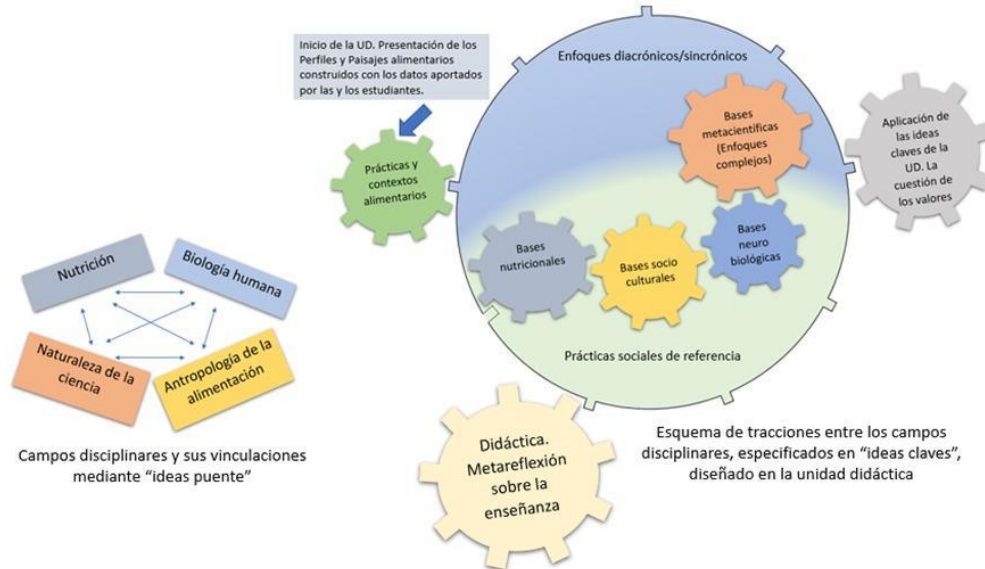 Inicio de la UD. Presentación de los
Perfiles y Paisajes alimentarios
construidos con los datos aportados
por las y los estudiantes.
Prácticas y
contextos
alimentarios
Enfoques diacrónicos/sincrónicos
Bases
metacientíficas
(Enfoques
complejos)
Aplicación de
las ideas
claves de la
UD. La
cuestión de
los valores
Bases
nutricionales
Bases socio
culturales
Bases
neuro
biológicas
Prácticas sociales de referencia
Nutrición
Biología humana
Naturaleza de la
ciencia
Antropología de la
alimentación
Campos disciplinares y sus vinculaciones
mediante “ideas puente”
Didáctica.
Metareflexión
sobre la
enseñanza
Esquema de tracciones entre los campos
disciplinares, especificados en “ideas claves”,
diseñado en la unidad didáctica